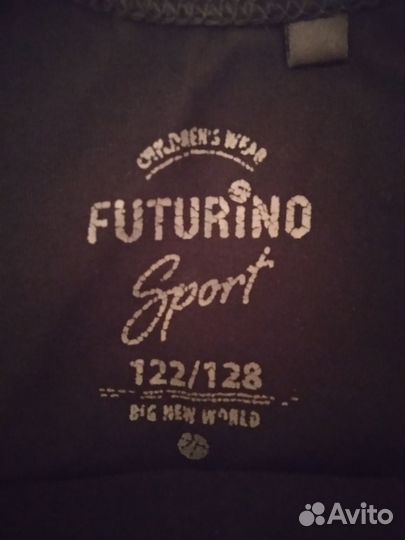 CHILDREN'S WEAR
FUTURINO
Sport
122/128
BIG NEW WORLD
Avito